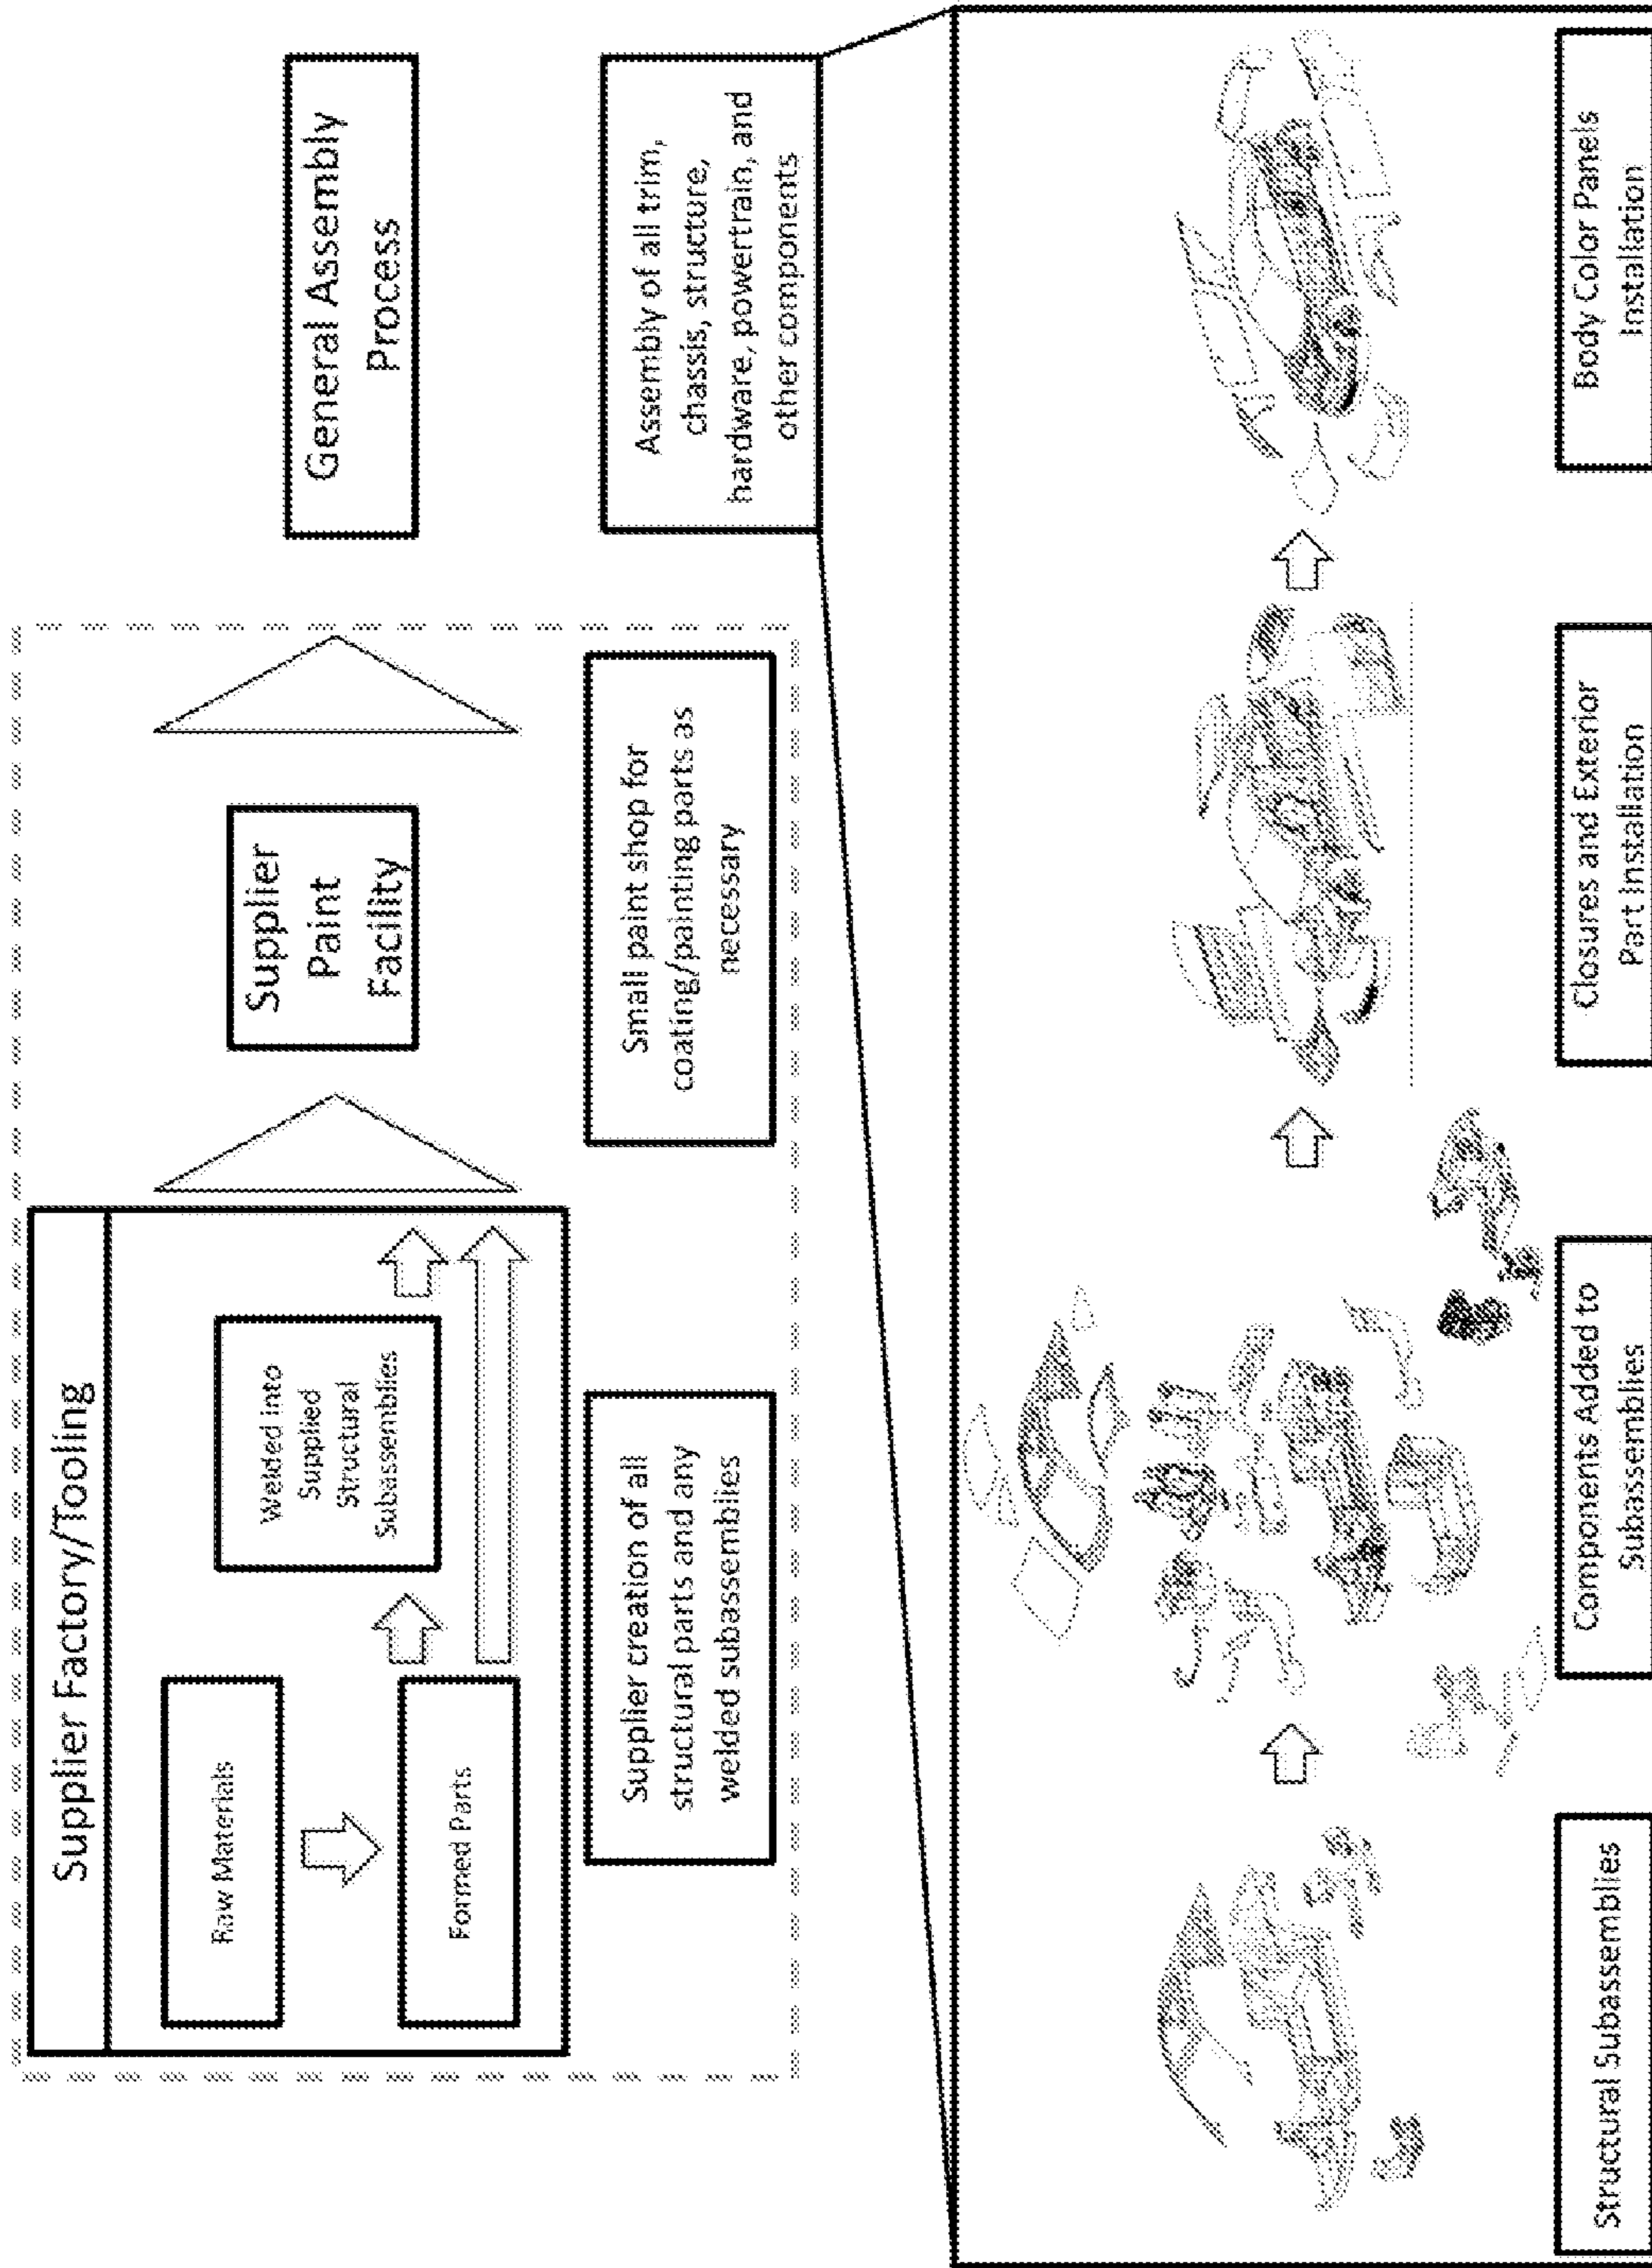 Supplier Factory/Tooling
Raw Materials
Formed Parts
Welded into
Supplied
Structural
Subassemblies
Supplier
Paint
Facility
General Assembly
Process
Supplier creation of all
structural parts and any
welded subassemblies
Small paint shop for
coating/painting parts as
necessary
Assembly of all trim,
chassis, structure,
hardware, powertrain, and
other components
Structural Subassemblies
Components Added to
Subassemblies
Closures and Exterior
Part Installation
Body Color Panels
Installation